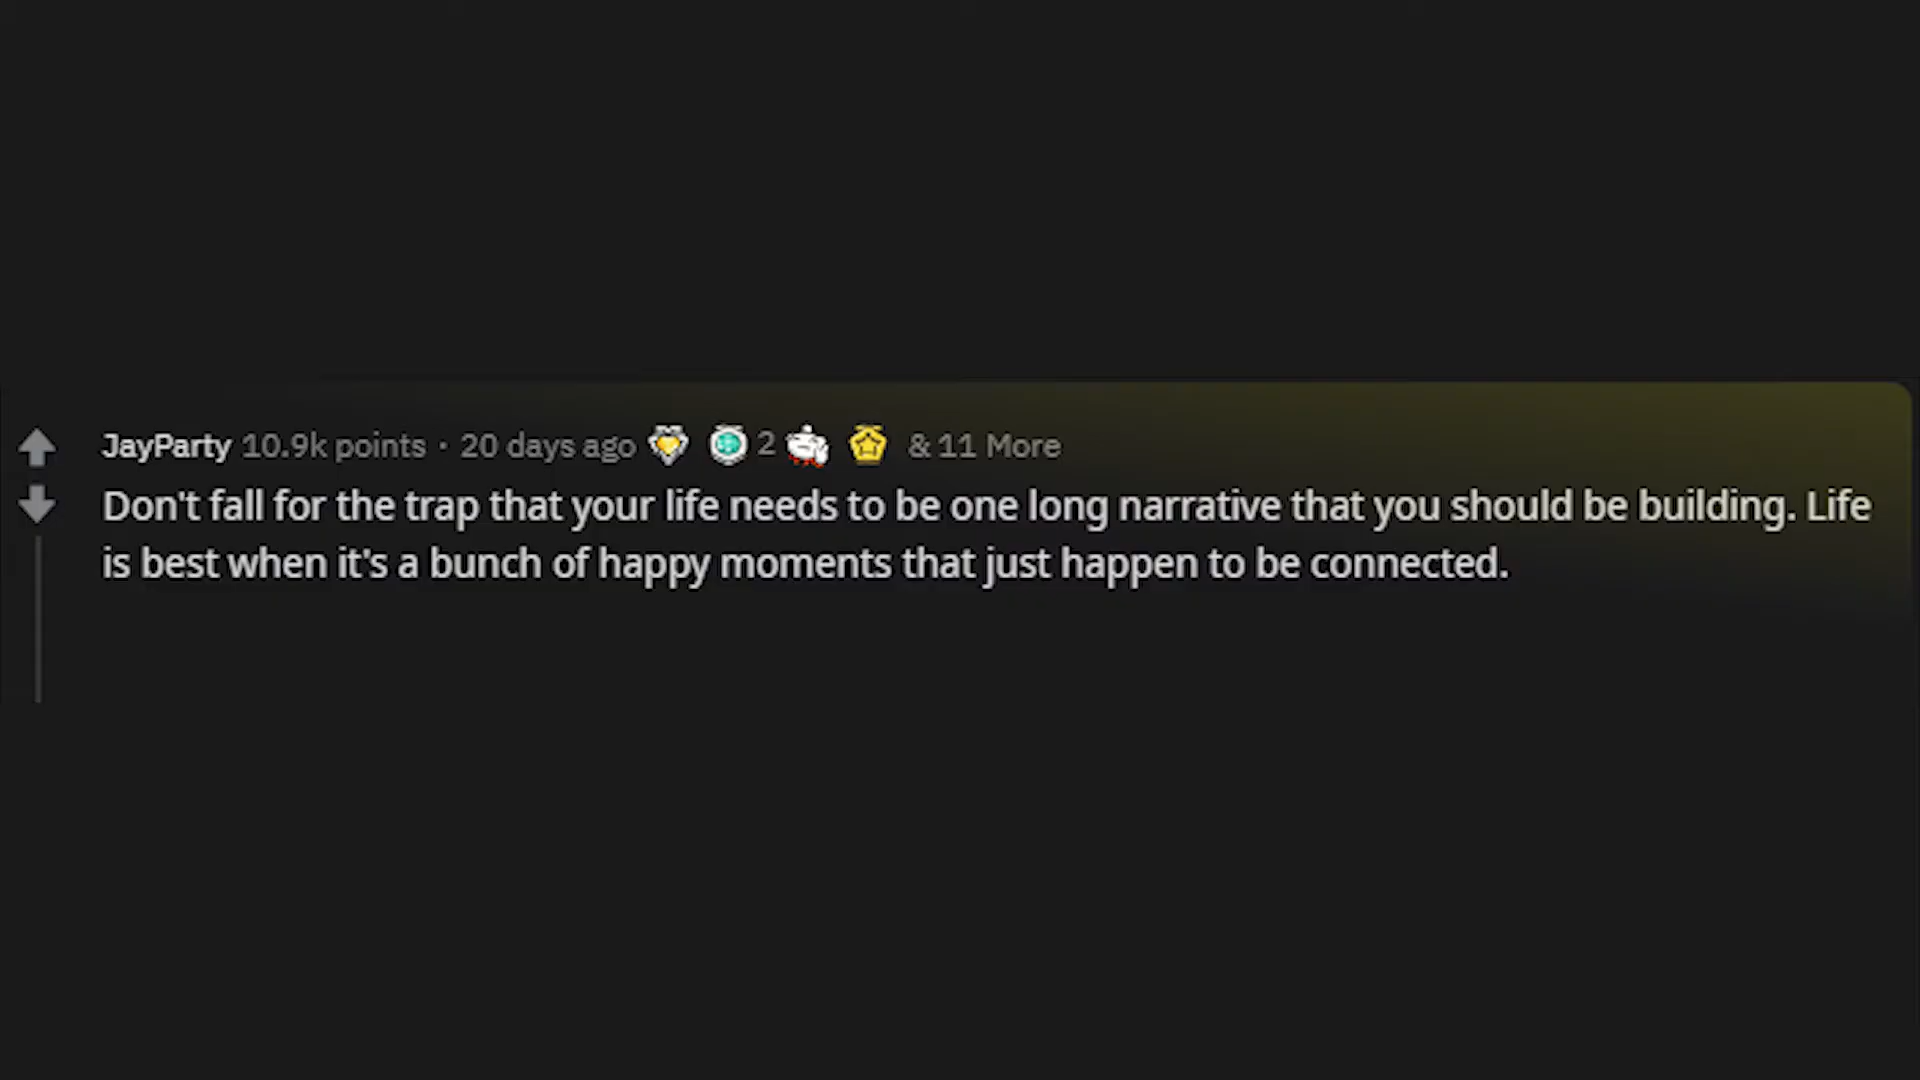 JayParty 10.9k points · 20 days ago 2 & 11 More
Don't fall for the trap that your life needs to be one long narrative that you should be building. Life
is best when it's a bunch of happy moments that just happen to be connected.